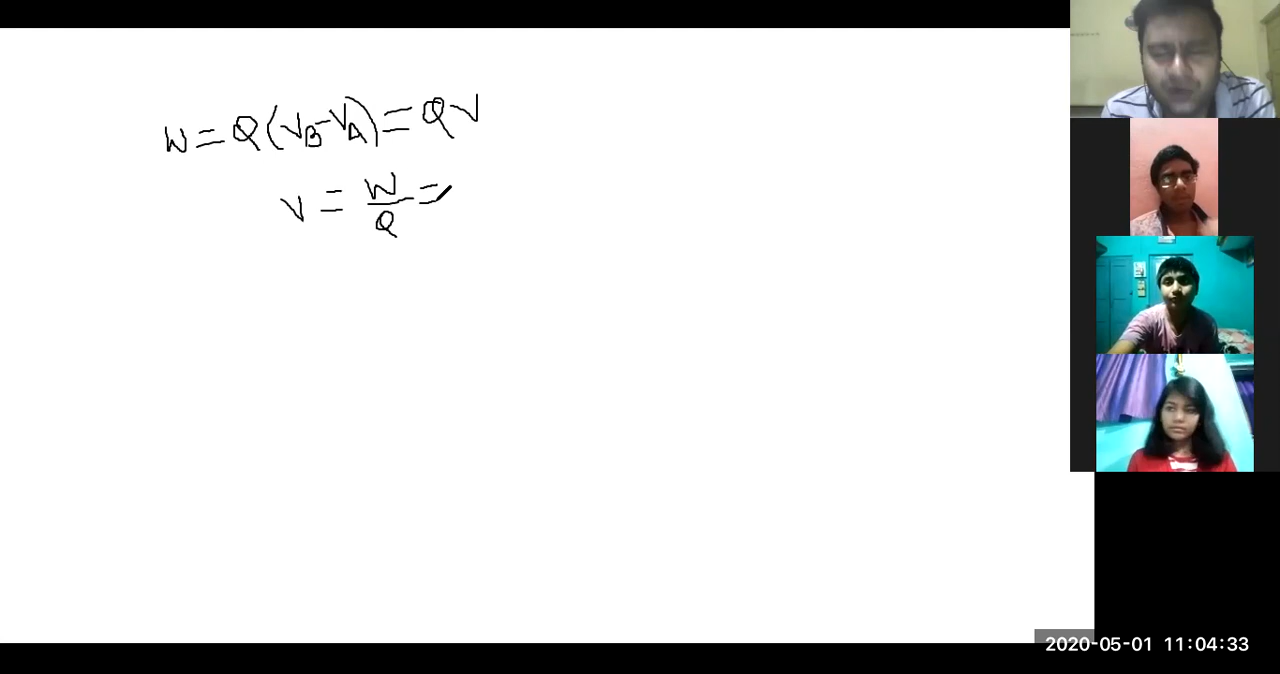 W = Q(V_B - V_A) = QV
V = W/Q =
2020-05-01 11:04:33